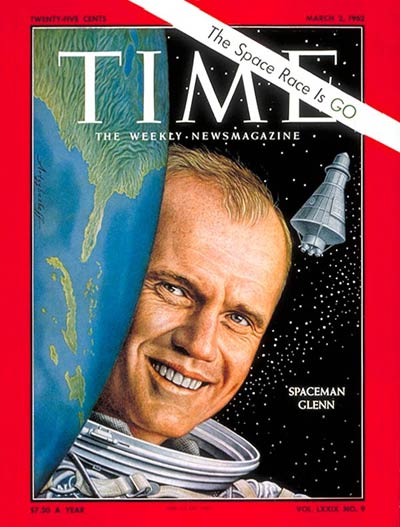 TWENTY-FIVE CENTS
MARCH 2, 1962
The Space Race Is GO
TIME
THE WEEKLY NEWSMAGAZINE
SPACEMAN
GLENN
$7.50 A YEAR
VOL. LXXIX NO. 9